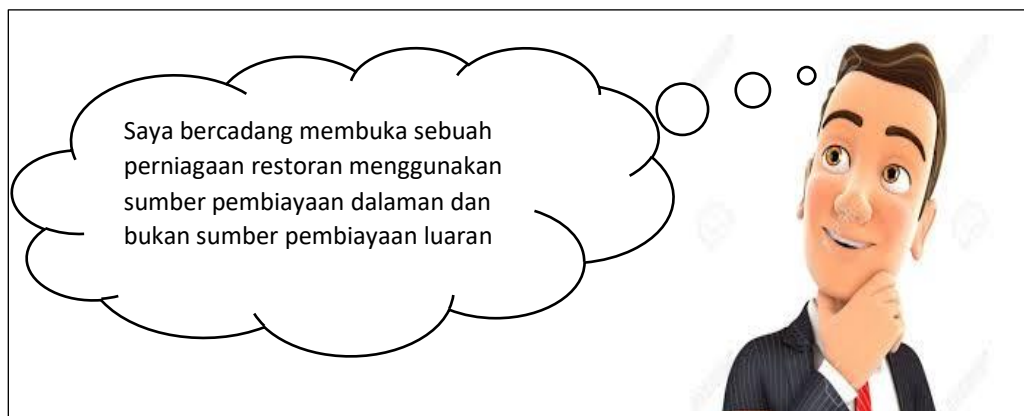 Saya bercadang membuka sebuah
perniagaan restoran menggunakan
sumber pembiayaan dalaman dan
bukan sumber pembiayaan luaran